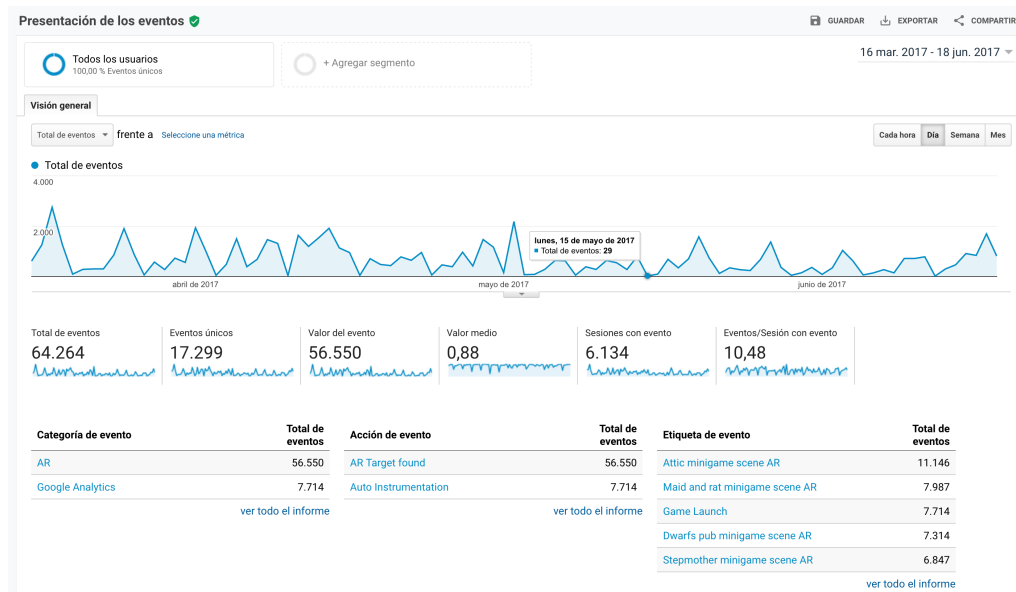 Presentación de los eventos
GUARDAR EXPORTAR COMPARTIR
Todos los usuarios
100,00 % Eventos únicos
+ Agregar segmento
16 mar. 2017 - 18 jun. 2017
Visión general
Total de eventos frente a Seleccione una métrica
Cada hora Día Semana Mes
Total de eventos
4.000
2.000
lunes, 15 de mayo de 2017
Total de eventos: 29
abril de 2017 mayo de 2017 junio de 2017
Total de eventos Eventos únicos Valor del evento Valor medio Sesiones con evento Eventos/Sesión con evento
64.264 17.299 56.550 0,88 6.134 10,48
Categoría de evento Total de eventos
AR 56.550
Google Analytics 7.714
ver todo el informe
Acción de evento Total de eventos
AR Target found 56.550
Auto Instrumentation 7.714
ver todo el informe
Etiqueta de evento Total de eventos
Attic minigame scene AR 11.146
Maid and rat minigame scene AR 7.987
Game Launch 7.714
Dwarfs pub minigame scene AR 7.314
Stepmother minigame scene AR 6.847
ver todo el informe